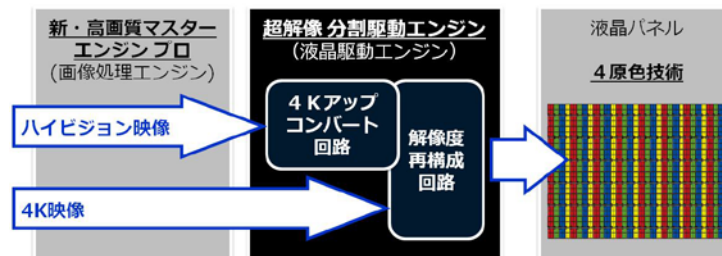 新・高画質マスター
エンジン プロ
(画像処理エンジン)
ハイビジョン映像
4K映像
超解像 分割駆動エンジン
(液晶駆動エンジン)
4Kアップ
コンバート
回路
解像度
再構成
回路
液晶パネル
4原色技術